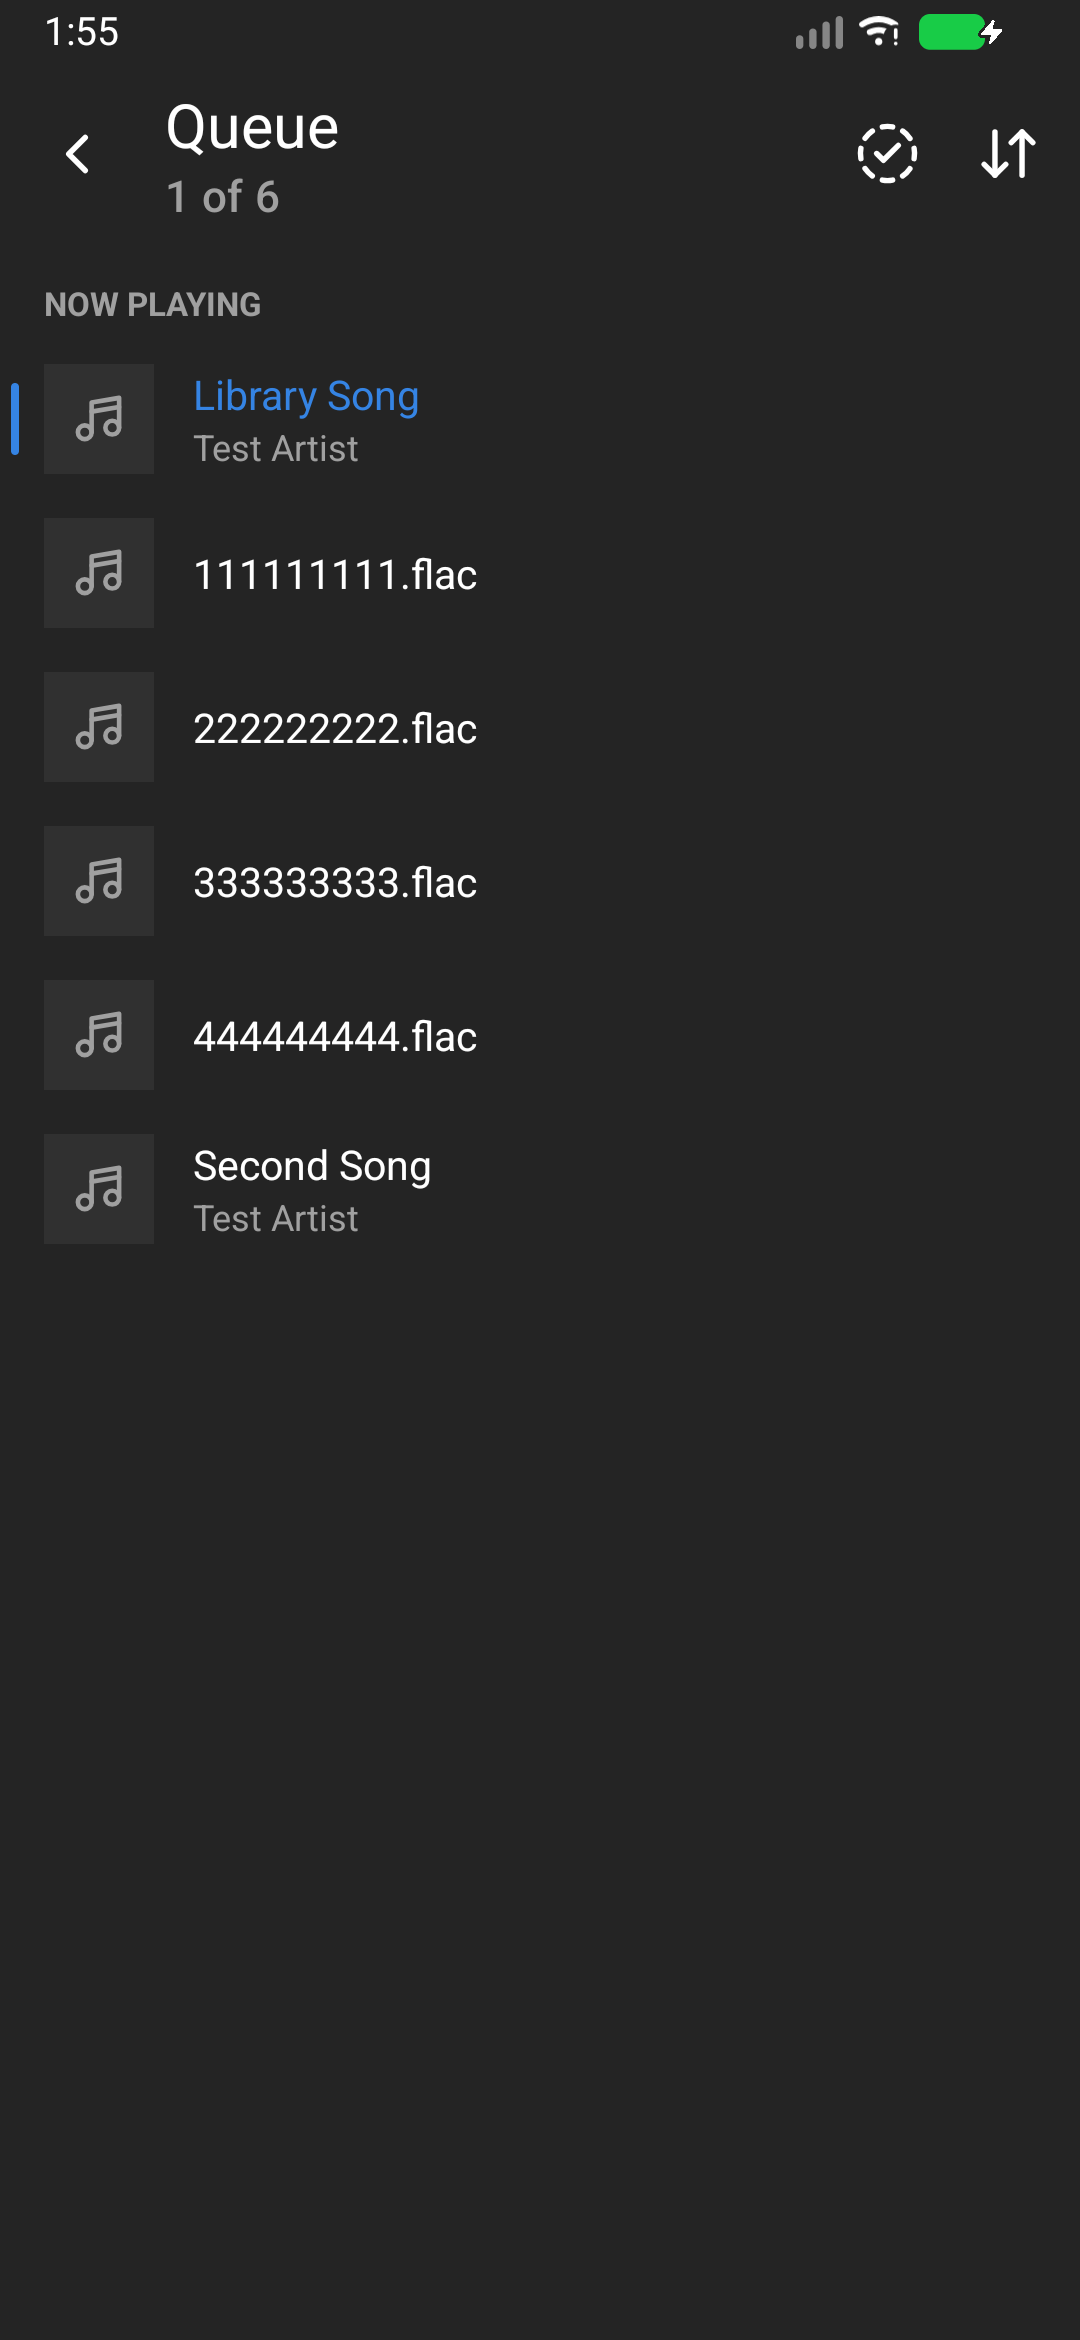 1:55
Queue
1 of 6
NOW PLAYING
Library Song
Test Artist
111111111.flac
222222222.flac
333333333.flac
444444444.flac
Second Song
Test Artist